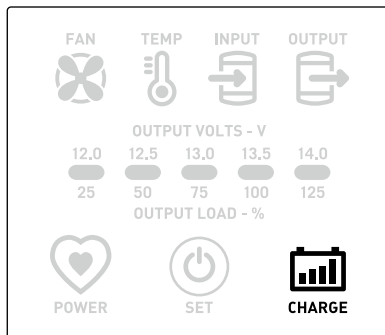 FAN TEMP INPUT OUTPUT
OUTPUT VOLTS - V
12.0 12.5 13.0 13.5 14.0
25 50 75 100 125
OUTPUT LOAD - %
POWER SET CHARGE